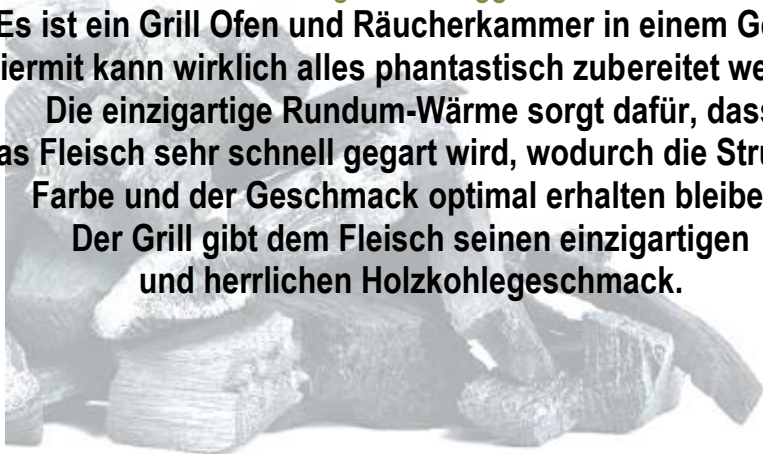 Es ist ein Grill Ofen und Räucherkammer in einem Ge
iermit kann wirklich alles phantastisch zubereitet we
Die einzigartige Rundum-Wärme sorgt dafür, dass
as Fleisch sehr schnell gegart wird, wodurch die Stru
Farbe und der Geschmack optimal erhalten bleibe
Der Grill gibt dem Fleisch seinen einzigartigen
und herrlichen Holzkohlegeschmack.